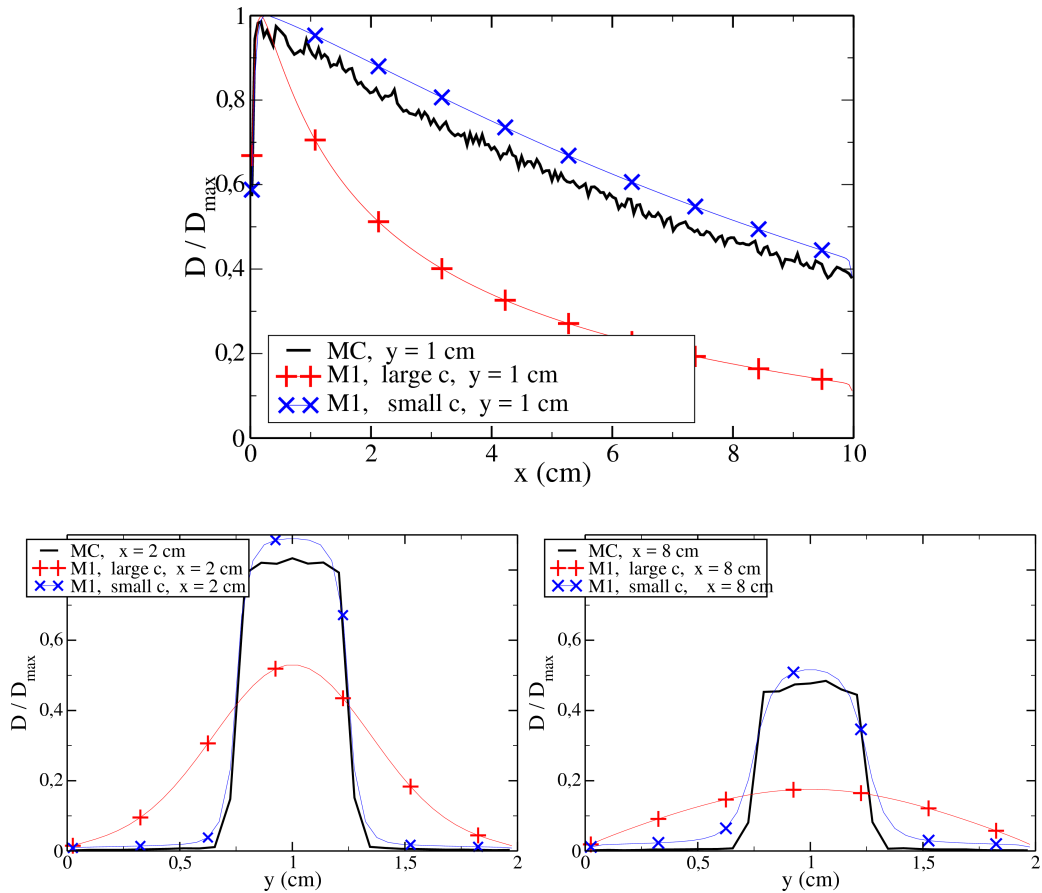 1
0,8
0,6
0,4
0,2
0
D / D_max
MC, y = 1 cm
M1, large c, y = 1 cm
M1, small c, y = 1 cm
0 2 4 6 8 10
x (cm)
MC, x = 2 cm
M1, large c, x = 2 cm
M1, small c, x = 2 cm
0,6
0,4
0,2
0
D / D_max
0 0,5 1 1,5 2
y (cm)
MC, x = 8 cm
M1, large c, x = 8 cm
M1, small c, x = 8 cm
0,6
0,4
0,2
0
D / D_max
0 0,5 1 1,5 2
y (cm)